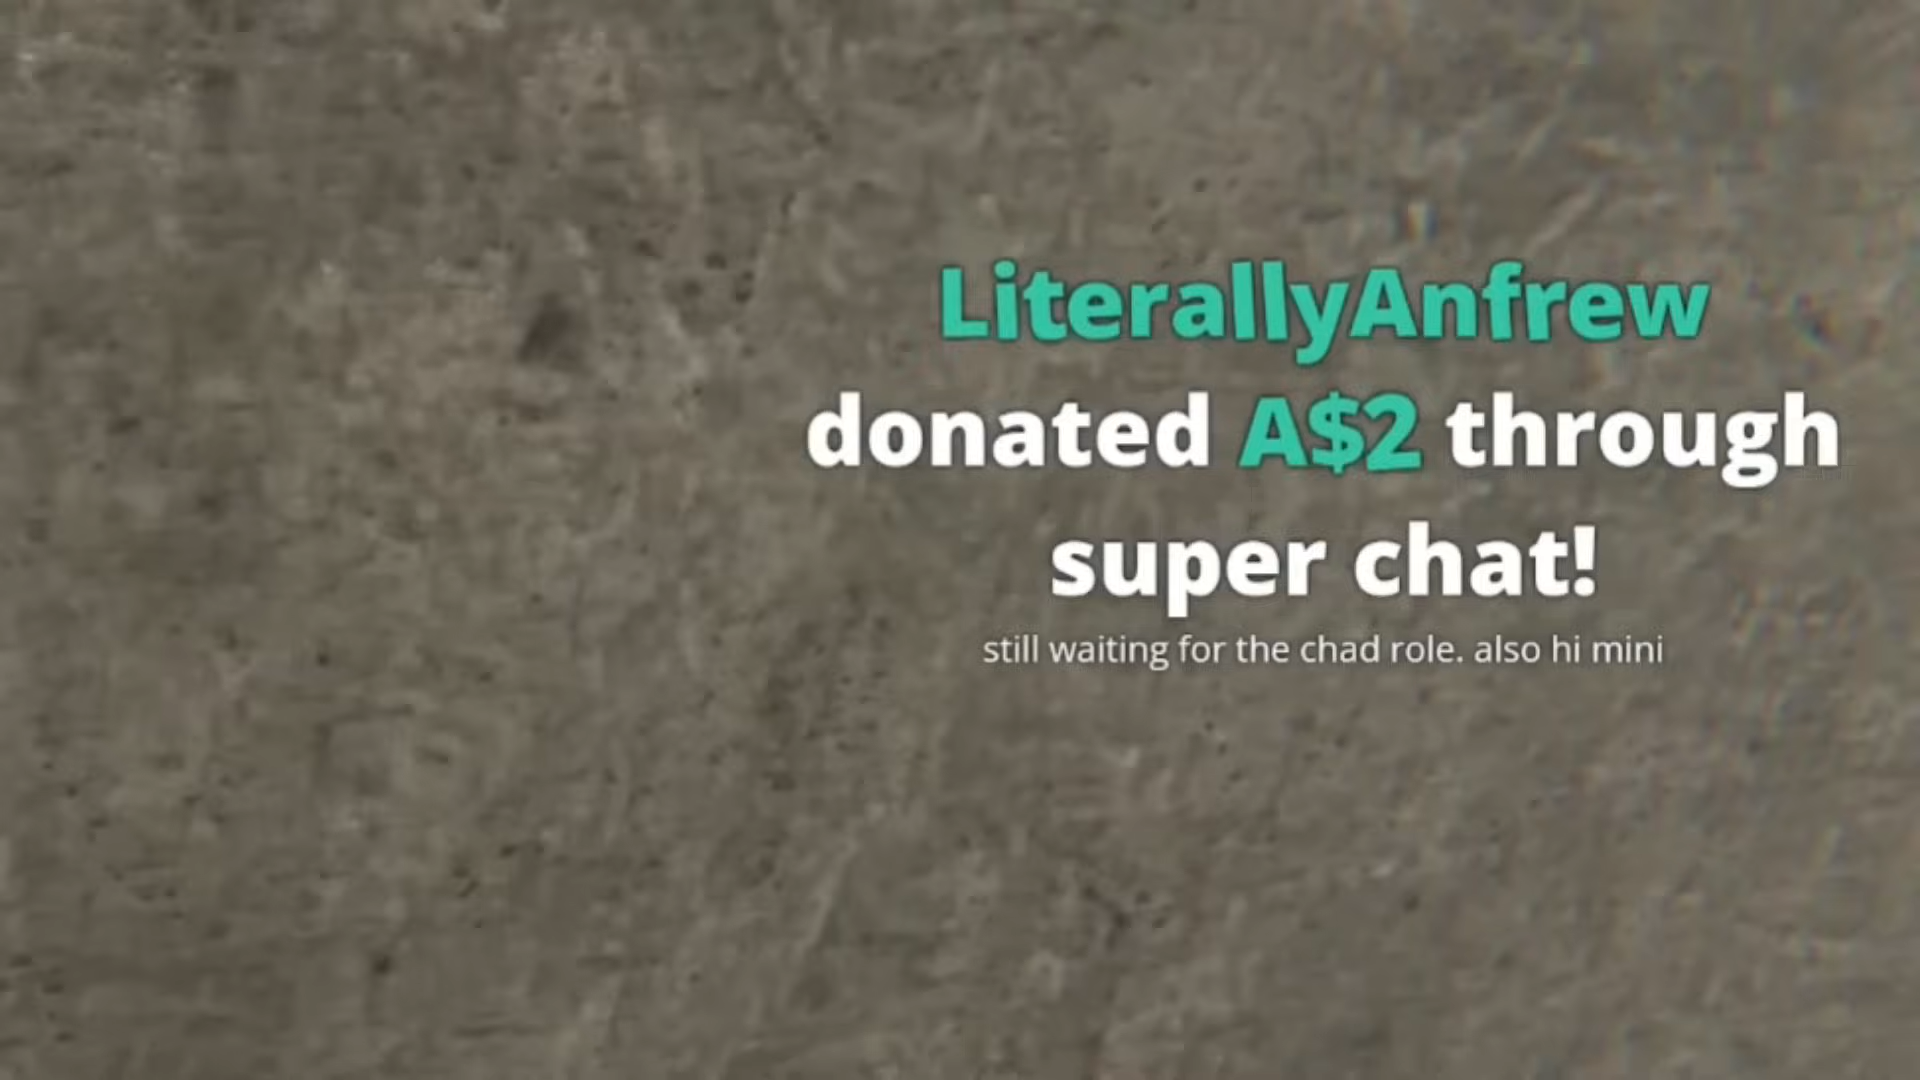 LiterallyAnfrew
donated A$2 through
super chat!
still waiting for the chad role. also hi mini